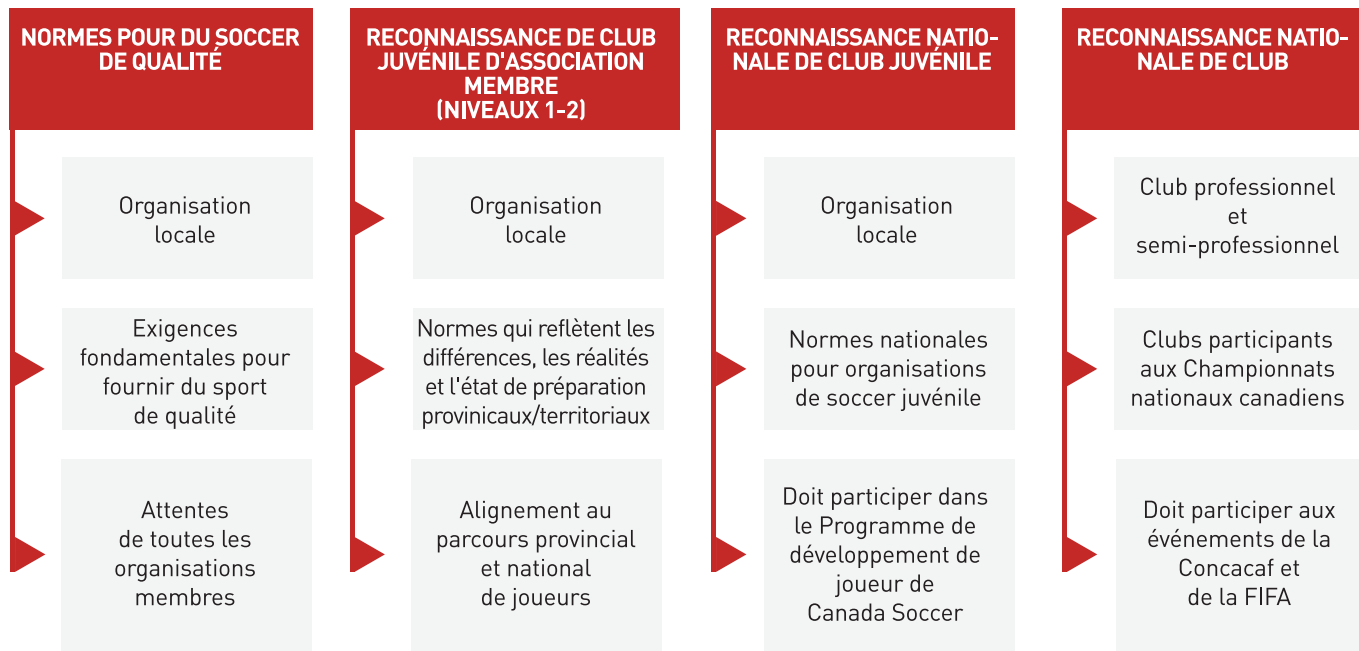 NORMES POUR DU SOCCER
DE QUALITÉ
Organisation
locale
Exigences
fondamentales pour
fournir du sport
de qualité
Attentes
de toutes les
organisations
membres
RECONNAISSANCE DE CLUB
JUVÉNILE D'ASSOCIATION
MEMBRE
(NIVEAUX 1-2)
Organisation
locale
Normes qui reflètent les
différences, les réalités
et l'état de préparation
provinicaux/territoriaux
Alignement au
parcours provincial
et national
de joueurs
RECONNAISSANCE NATIO-
NALE DE CLUB JUVÉNILE
Organisation
locale
Normes nationales
pour organisations
de soccer juvénile
Doit participer dans
le Programme de
développement de
joueur de
Canada Soccer
RECONNAISSANCE NATIO-
NALE DE CLUB
Club professionnel
et
semi-professionnel
Clubs participants
aux Championnats
nationaux canadiens
Doit participer aux
événements de la
Concacaf et
de la FIFA